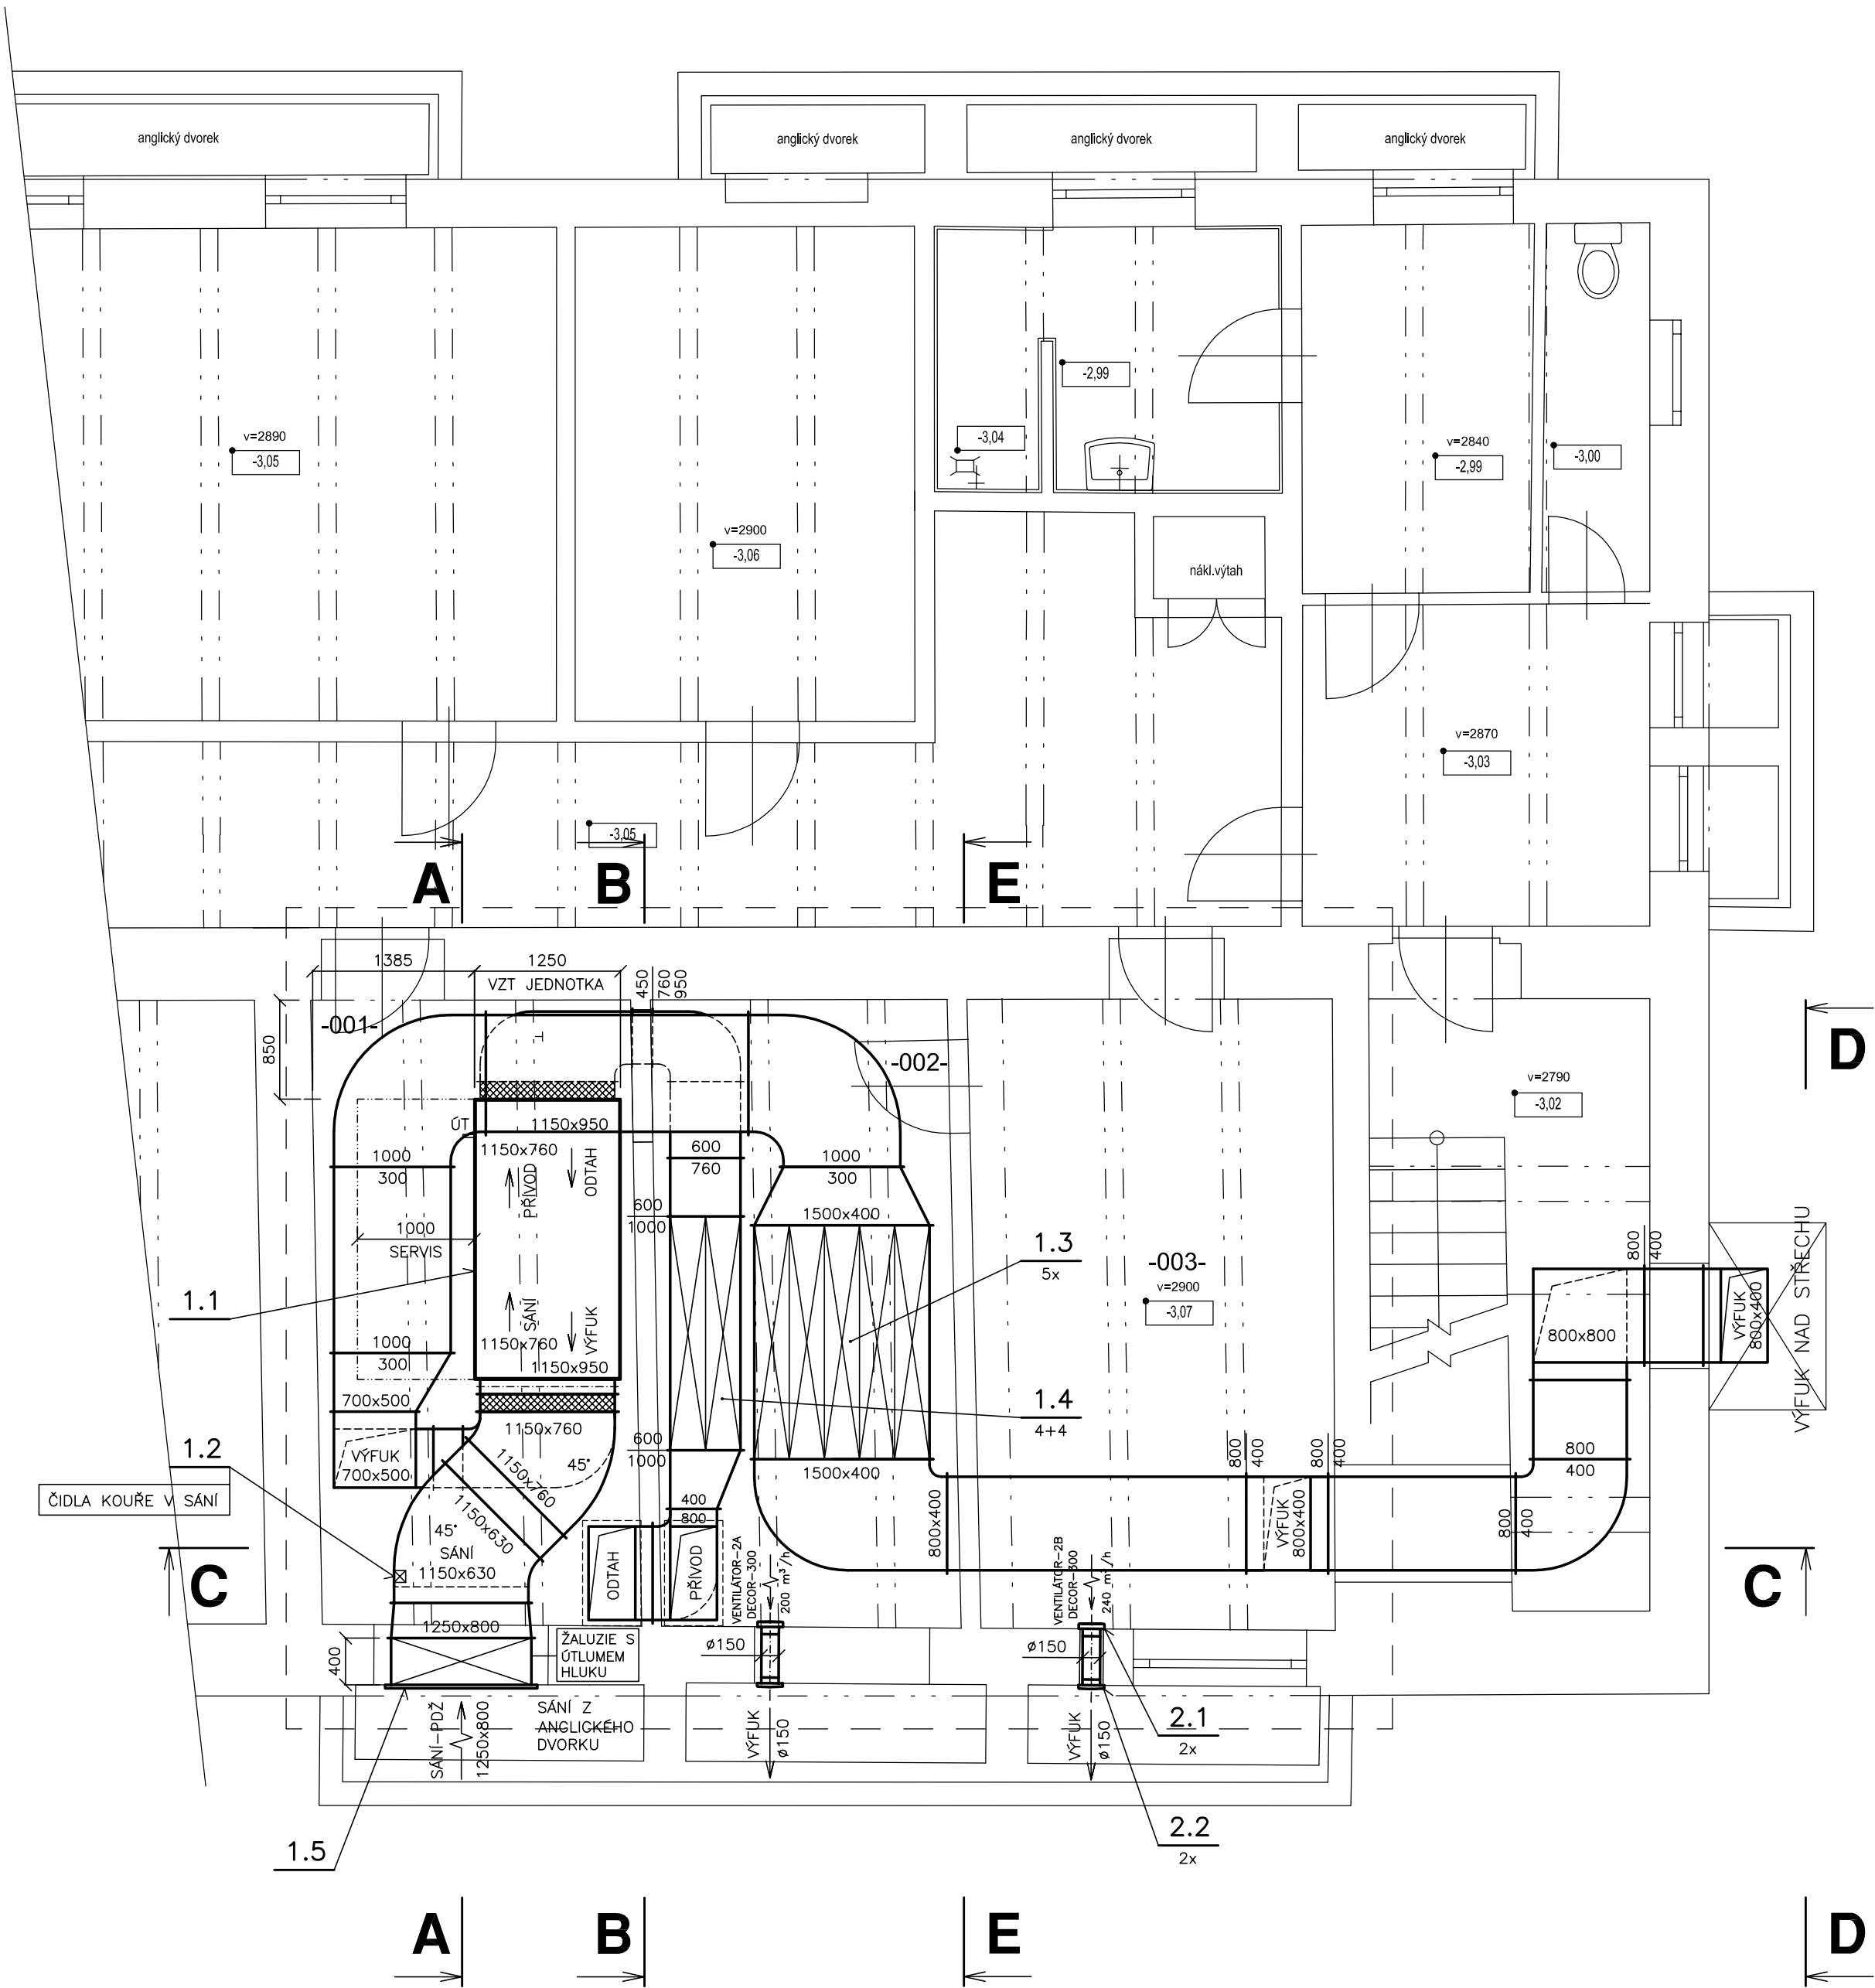 anglický dvorek
anglický dvorek
anglický dvorek
anglický dvorek
-2,99
-3,04
v=2890
-3,05
v=2840
-2,99
-3,00
v=2900
-3,06
nákl.výtah
v=2870
-3,03
-3,05
A
B
E
1385
1250
VZT JEDNOTKA
450
760
950
-001-
850
-002-
D
v=2790
-3,02
ÚT
1150x950
1150x760
PŘÍVOD
ODTAH
1000
300
600
760
1000
300
600
1000
1500x400
1000
SERVIS
1.3
5x
-003-
v=2900
-3,07
800
400
VÝFUK NAD STŘECHU
1.1
SÁNÍ
VÝFUK
1150x760
1150x950
1000
300
800x800
VÝFUK
800x400
700x500
1.4
4+4
1150x760
45°
600
1000
1500x400
800
400
800
400
800
400
1.2
ČIDLA KOUŘE V SÁNÍ
VÝFUK
700x500
1150x760
1150x630
45°
SÁNÍ
1150x630
400
800
ODTAH
PŘÍVOD
VENTILÁTOR-2A
DECOR-300
200 m³/h
800x400
VENTILÁTOR-2B
DECOR-300
240 m³/h
VÝFUK
800x400
800
400
C
C
1250x800
400
ŽALUZIE S
ÚTLUMEM
HLUKU
ø150
ø150
SÁNÍ-PDŽ
1250x800
SÁNÍ Z
ANGLICKÉHO
DVORKU
VÝFUK
ø150
VÝFUK
ø150
2.1
2x
1.5
2.2
2x
A
B
E
D